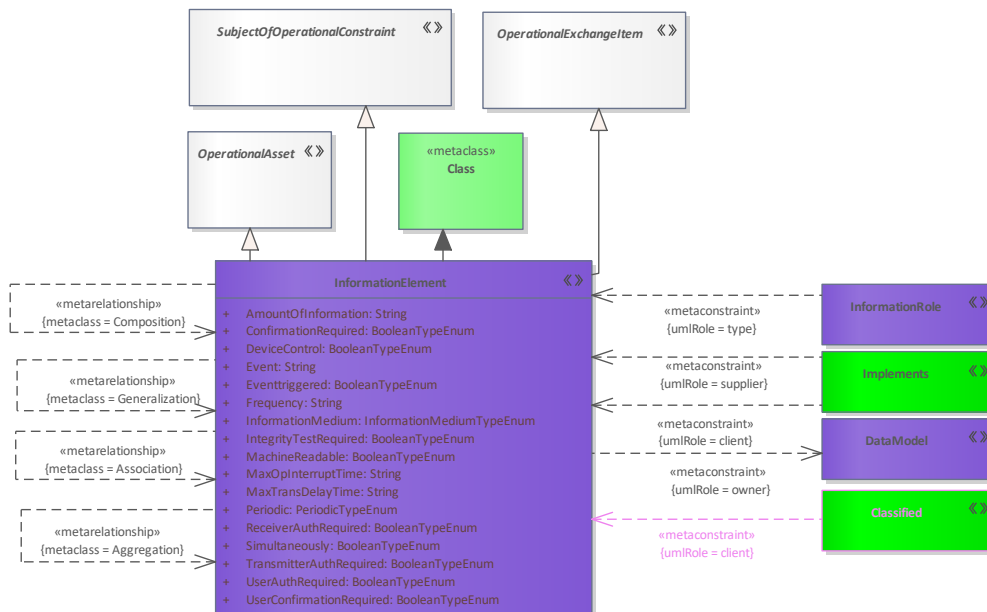 SubjectOfOperationalConstraint «»
OperationalExchangeItem «»
OperationalAsset «»
«metaclass»
Class
InformationElement «»
+ AmountOfInformation: String
+ ConfirmationRequired: BooleanTypeEnum
+ DeviceControl: BooleanTypeEnum
+ Event: String
+ Eventtriggered: BooleanTypeEnum
+ Frequency: String
+ InformationMedium: InformationMediumTypeEnum
+ IntegrityTestRequired: BooleanTypeEnum
+ MachineReadable: BooleanTypeEnum
+ MaxOpInterruptTime: String
+ MaxTransDelayTime: String
+ Periodic: PeriodicTypeEnum
+ ReceiverAuthRequired: BooleanTypeEnum
+ Simultaneously: BooleanTypeEnum
+ TransmitterAuthRequired: BooleanTypeEnum
+ UserAuthRequired: BooleanTypeEnum
+ UserConfirmationRequired: BooleanTypeEnum
«metarelationship»
{metaclass = Composition}
«metarelationship»
{metaclass = Generalization}
«metarelationship»
{metaclass = Association}
«metarelationship»
{metaclass = Aggregation}
InformationRole «»
«metaconstraint»
{umlRole = type}
Implements «»
«metaconstraint»
{umlRole = supplier}
«metaconstraint»
{umlRole = client}
DataModel «»
«metaconstraint»
{umlRole = owner}
Classified «»
«metaconstraint»
{umlRole = client}